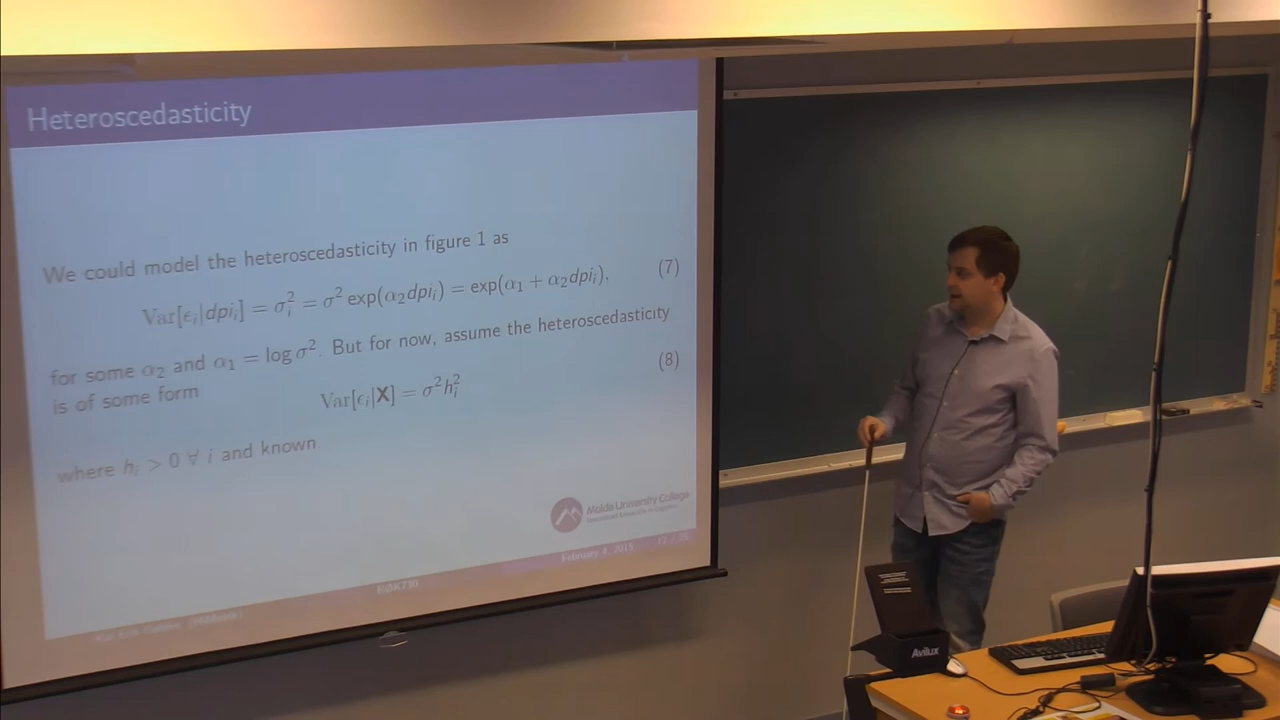 Heteroscedasticity
We could model the heteroscedasticity in figure 1 as
Var[ϵᵢ|dpiᵢ] = σᵢ² = σ² exp(α₂dpiᵢ) = exp(α₁ + α₂dpiᵢ), (7)
for some α₂ and α₁ = log σ². But for now, assume the heteroscedasticity
is of some form
Var[ϵᵢ|X] = σ²hᵢ² (8)
where hᵢ > 0 ∀ i and known
Molde University College
February 4, 2015
Avilux